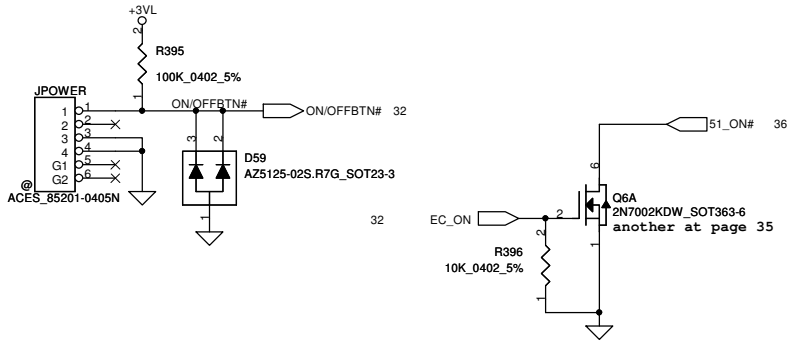 +3VL
2
R395
100K_0402_5%
1
JPOWER
1 1
2 2
3 3
4 4
G1 5
G2 6
@
ACES_85201-0405N
ON/OFFBTN#
ON/OFFBTN# 32
3 2
D59
AZ5125-02S.R7G_SOT23-3
1
32 EC_ON
51_ON# 36
6
2
Q6A
2N7002KDW_SOT363-6
another at page 35
1
2
R396
10K_0402_5%
1